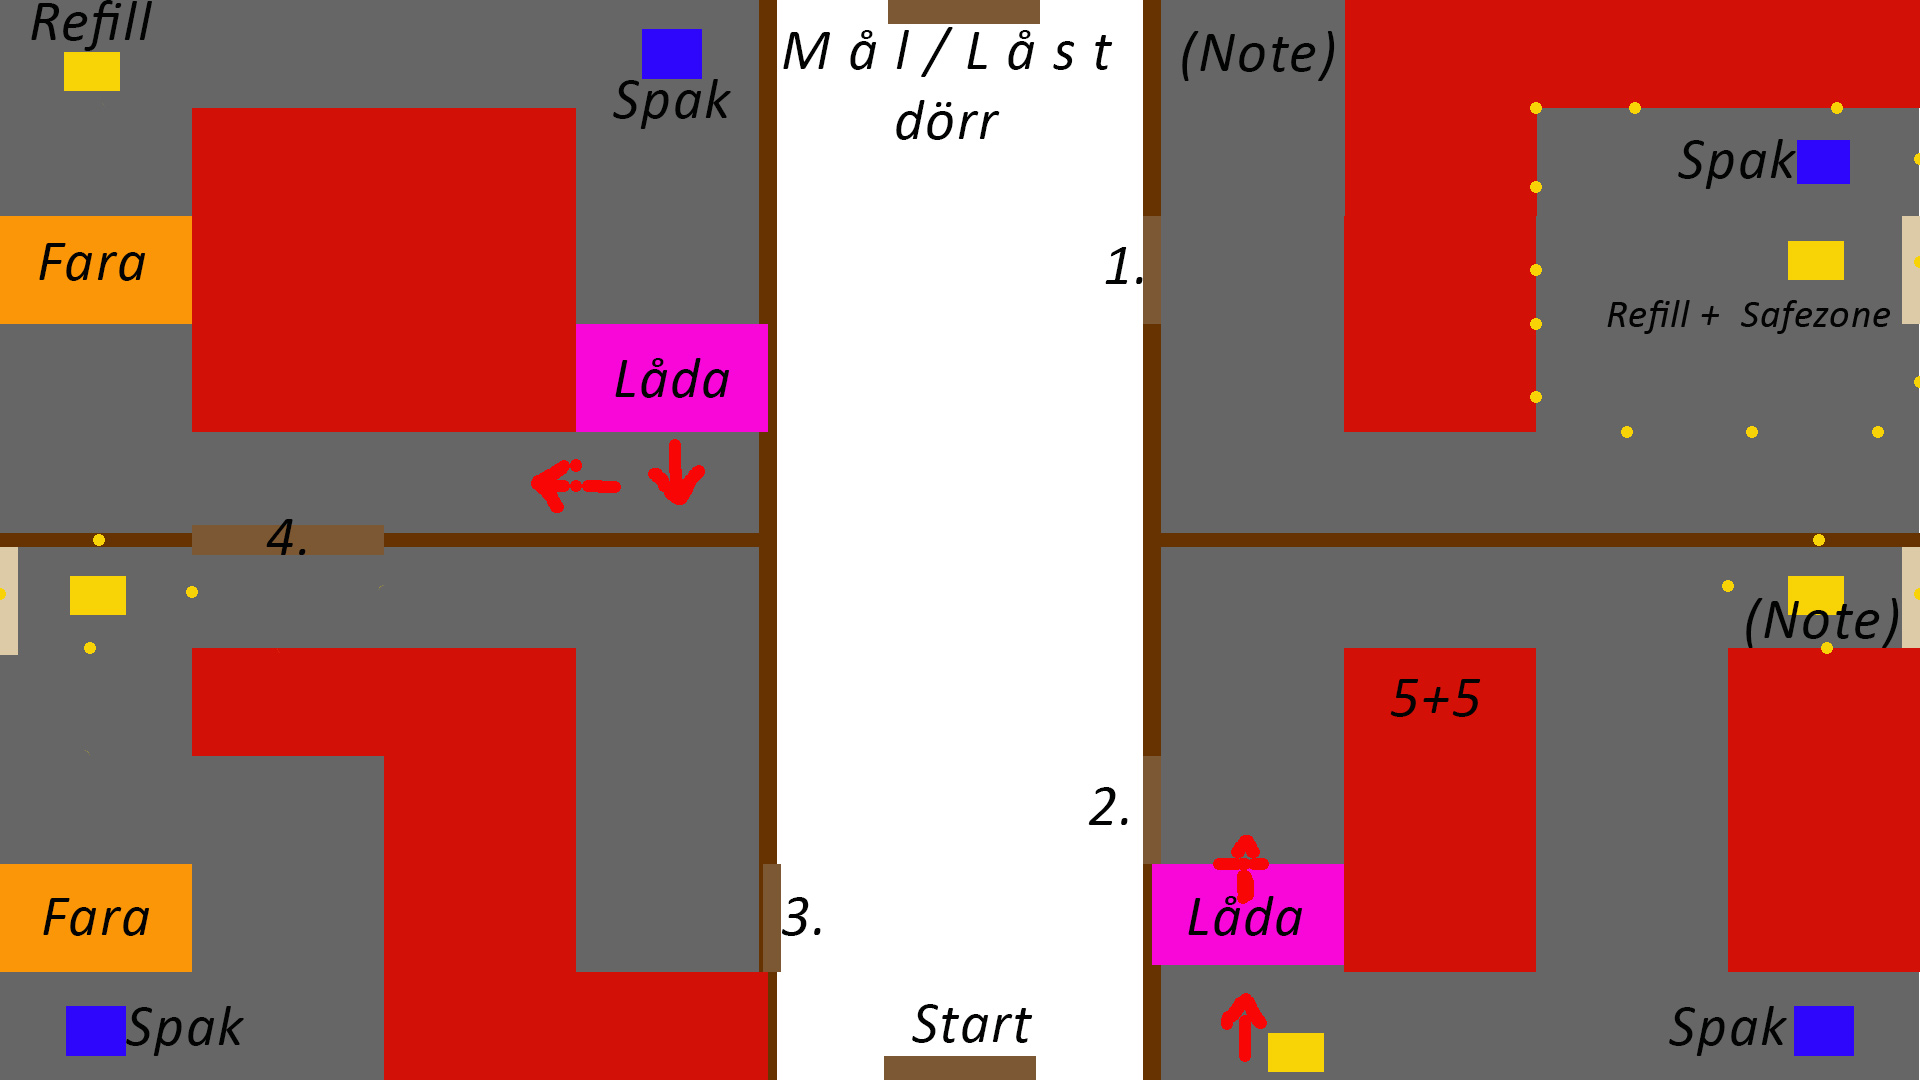 Refill
Spak
Mål/Låst
dörr
(Note)
Spak
Fara
1.
Refill + Safezone
Låda
4.
(Note)
5+5
2.
Fara
3.
Låda
Spak
Start
Spak